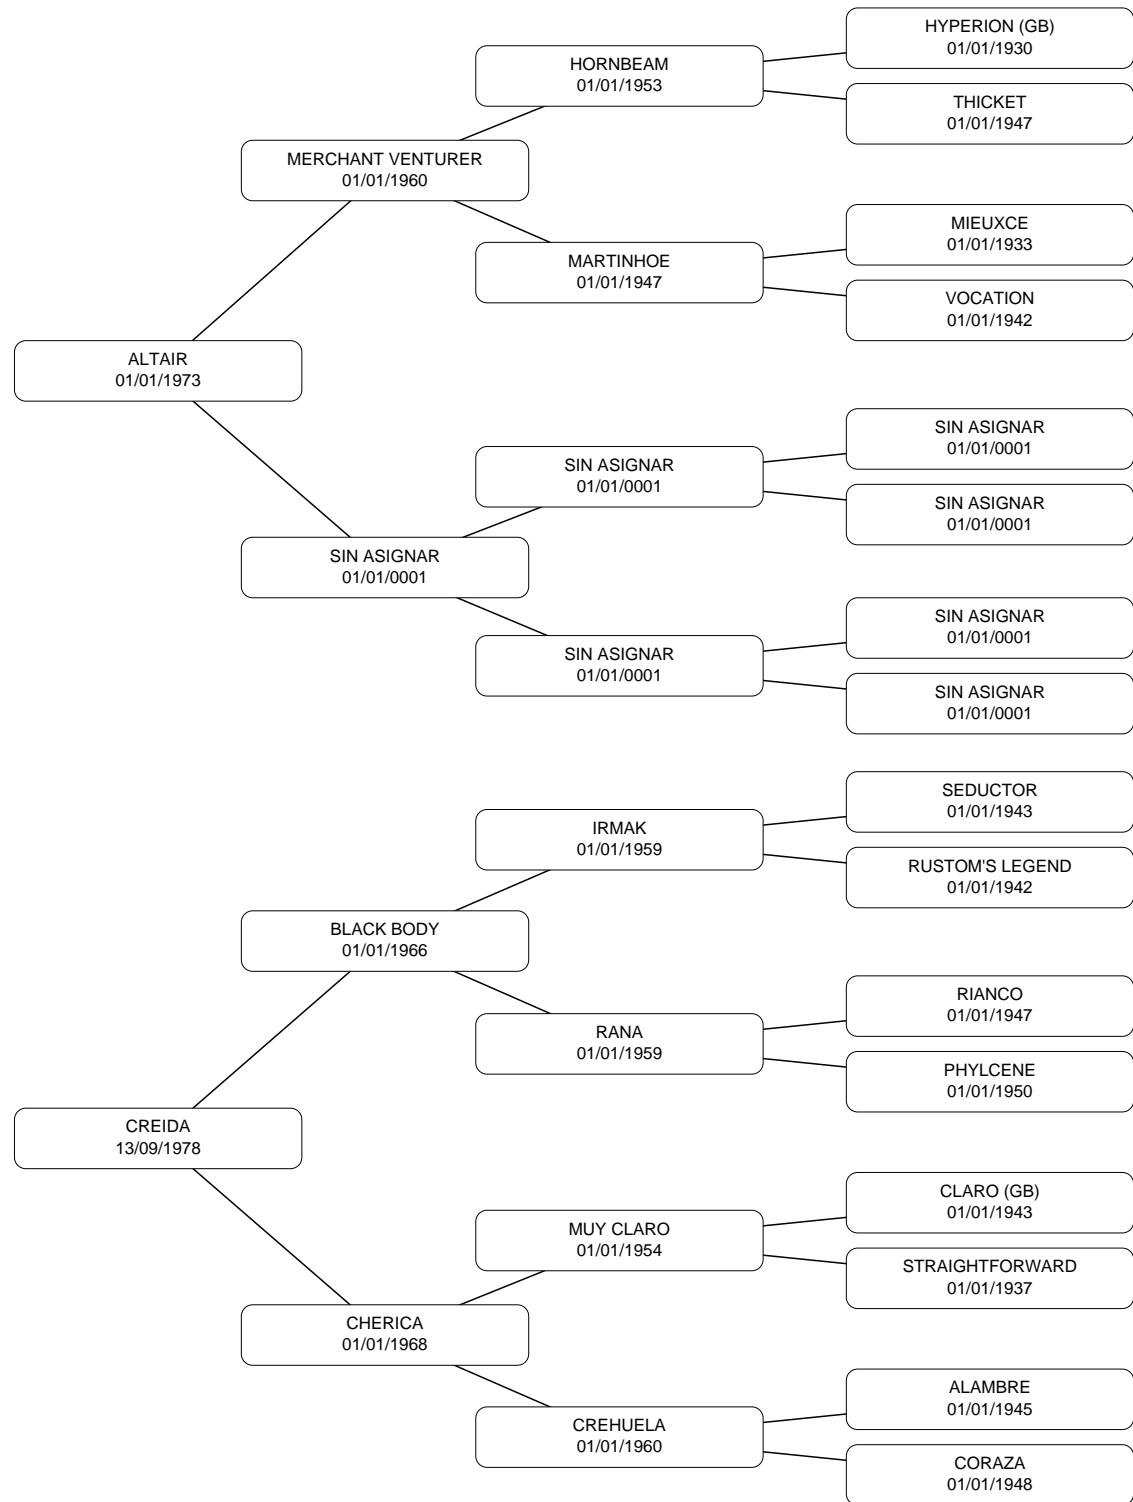 HYPERION (GB)
01/01/1930
HORNBEAM
01/01/1953
THICKET
01/01/1947
MERCHANT VENTURER
01/01/1960
MIEUXCE
01/01/1933
MARTINHOE
01/01/1947
VOCATION
01/01/1942
ALTAIR
01/01/1973
SIN ASIGNAR
01/01/0001
SIN ASIGNAR
01/01/0001
SIN ASIGNAR
01/01/0001
SIN ASIGNAR
01/01/0001
SIN ASIGNAR
01/01/0001
SIN ASIGNAR
01/01/0001
SIN ASIGNAR
01/01/0001
SEDUCTOR
01/01/1943
IRMAK
01/01/1959
RUSTOM'S LEGEND
01/01/1942
BLACK BODY
01/01/1966
RIANCO
01/01/1947
RANA
01/01/1959
PHYLCENE
01/01/1950
CREIDA
13/09/1978
CLARO (GB)
01/01/1943
MUY CLARO
01/01/1954
STRAIGHTFORWARD
01/01/1937
CHERICA
01/01/1968
ALAMBRE
01/01/1945
CREHUELA
01/01/1960
CORAZA
01/01/1948